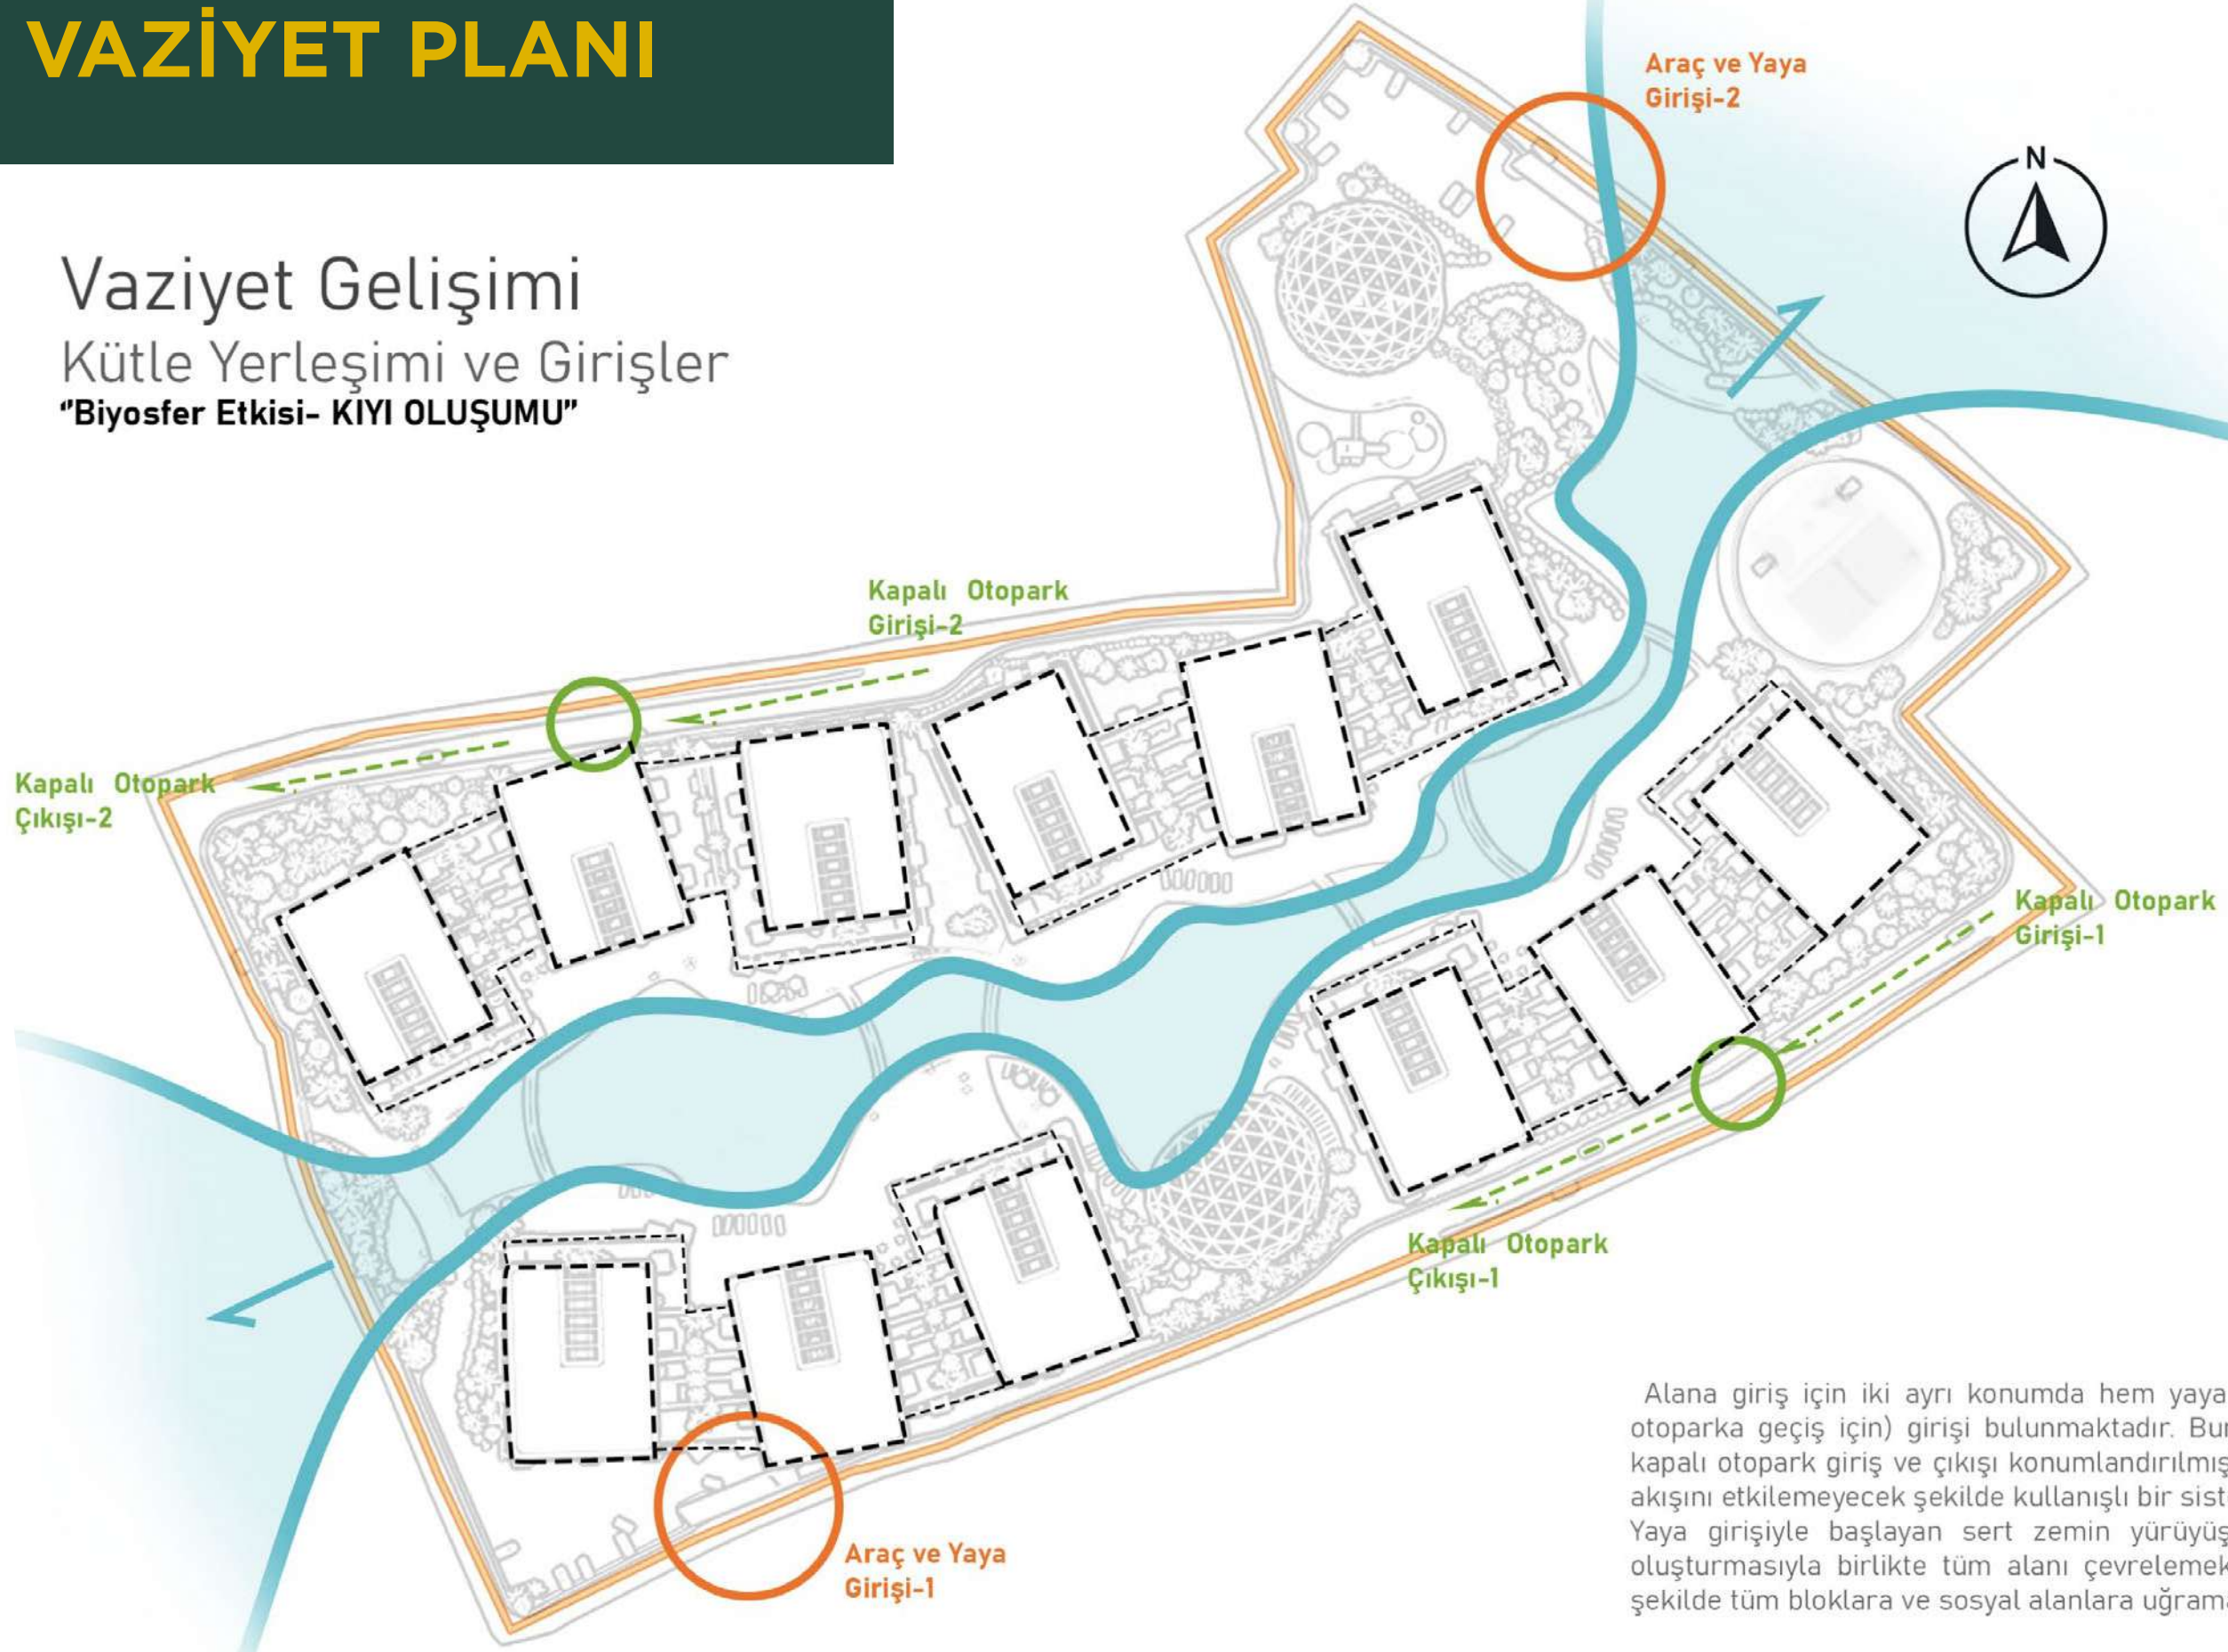 VAZİYET PLANI
Vaziyet Gelişimi
Kütle Yerleşimi ve Girişler
"Biyosfer Etkisi- KIYI OLUŞUMU"
Araç ve Yaya
Girişi-2
N
Kapalı Otopark
Girişi-2
Kapalı Otopark
Çıkışı-2
Kapalı Otopark
Girişi-1
Kapalı Otopark
Çıkışı-1
Araç ve Yaya
Girişi-1
Alana giriş için iki ayrı konumda hem yaya
otoparka geçiş için) girişi bulunmaktadır.
kapalı otopark giriş ve çıkışı konumlandırılmış
akışını etkilemeyecek şekilde kullanışlı bir sist
Yaya girişiyle başlayan sert zemin yürüyüş
oluşturmasıyla birlikte tüm alanı çevrelemek
şekilde tüm bloklara ve sosyal alanlara uğrama